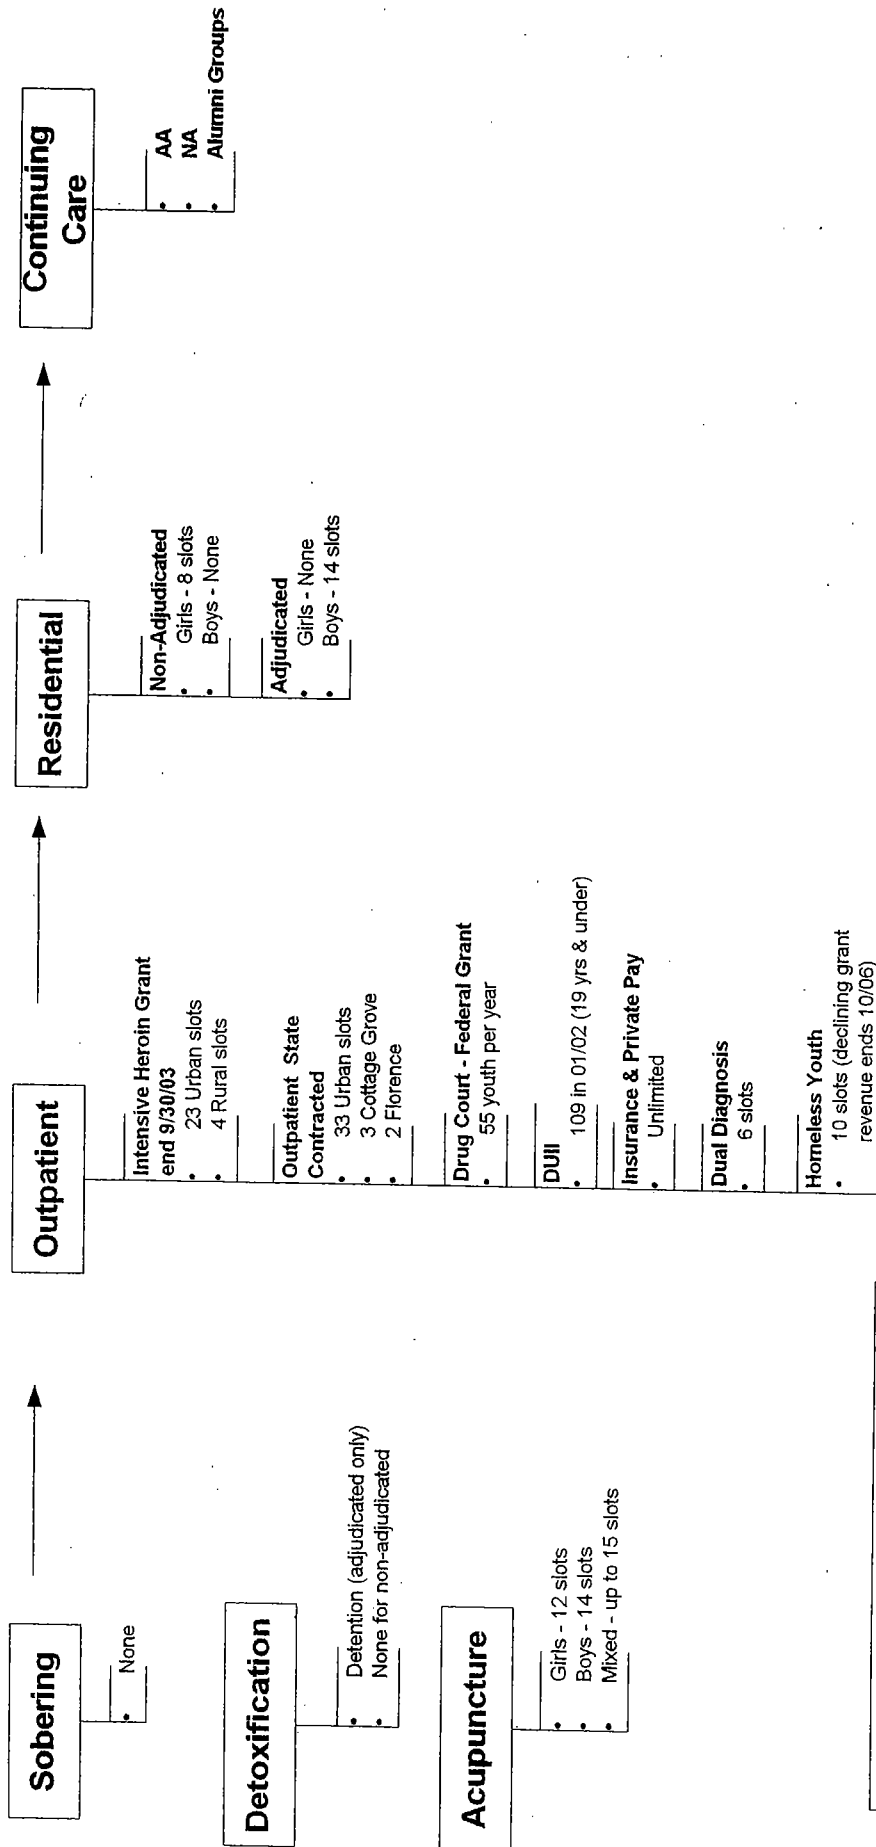 Sobering
None
Detoxification
Detention (adjudicated only)
None for non-adjudicated
Acupuncture
Girls - 12 slots
Boys - 14 slots
Mixed - up to 15 slots
Outpatient
Intensive Heroin Grant
end 9/30/03
23 Urban slots
4 Rural slots
Outpatient State
Contracted
33 Urban slots
3 Cottage Grove
2 Florence
Drug Court - Federal Grant
55 youth per year
DUII
109 in 01/02 (19 yrs & under)
Insurance & Private Pay
Unlimited
Dual Diagnosis
6 slots
Homeless Youth
10 slots (declining grant
revenue ends 10/06)
Residential
Non-Adjudicated
Girls - 8 slots
Boys - None
Adjudicated
Girls - None
Boys - 14 slots
Continuing
Care
AA
NA
Alumni Groups